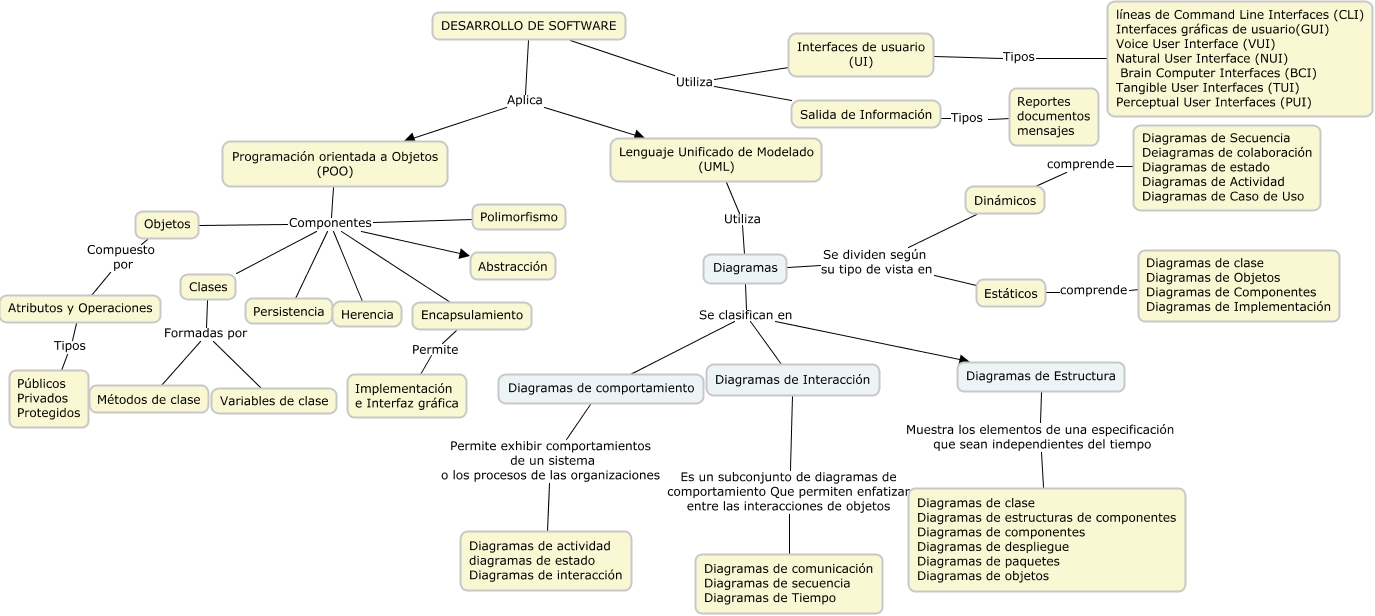 DESARROLLO DE SOFTWARE
Aplica
Utiliza
Interfaces de usuario
(UI)
Tipos
líneas de Command Line Interfaces (CLI)
Interfaces gráficas de usuario(GUI)
Voice User Interface (VUI)
Natural User Interface (NUI)
Brain Computer Interfaces (BCI)
Tangible User Interfaces (TUI)
Perceptual User Interfaces (PUI)
Salida de Información
Tipos
Reportes
documentos
mensajes
Programación orientada a Objetos
(POO)
Componentes
Objetos
Compuesto
por
Atributos y Operaciones
Tipos
Públicos
Privados
Protegidos
Clases
Formadas por
Métodos de clase
Variables de clase
Persistencia
Herencia
Encapsulamiento
Permite
Implementación
e Interfaz gráfica
Abstracción
Polimorfismo
Lenguaje Unificado de Modelado
(UML)
Utiliza
Diagramas
Se dividen según
su tipo de vista en
Dinámicos
comprende
Diagramas de Secuencia
Deiagramas de colaboración
Diagramas de estado
Diagramas de Actividad
Diagramas de Caso de Uso
Estáticos
comprende
Diagramas de clase
Diagramas de Objetos
Diagramas de Componentes
Diagramas de Implementación
Se clasifican en
Diagramas de comportamiento
Permite exhibir comportamientos
de un sistema
o los procesos de las organizaciones
Diagramas de actividad
diagramas de estado
Diagramas de interacción
Diagramas de Interacción
Es un subconjunto de diagramas de
comportamiento Que permiten enfatizar
entre las interacciones de objetos
Diagramas de comunicación
Diagramas de secuencia
Diagramas de Tiempo
Diagramas de Estructura
Muestra los elementos de una especificación
que sean independientes del tiempo
Diagramas de clase
Diagramas de estructuras de componentes
Diagramas de componentes
Diagramas de despliegue
Diagramas de paquetes
Diagramas de objetos